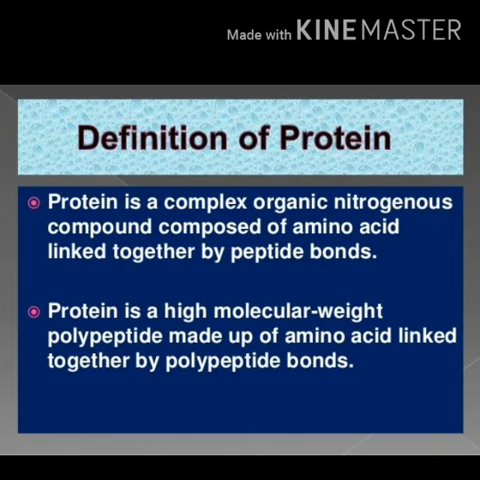 Made with KINEMASTER
Definition of Protein
Protein is a complex organic nitrogenous
compound composed of amino acid
linked together by peptide bonds.
Protein is a high molecular-weight
polypeptide made up of amino acid linked
together by polypeptide bonds.